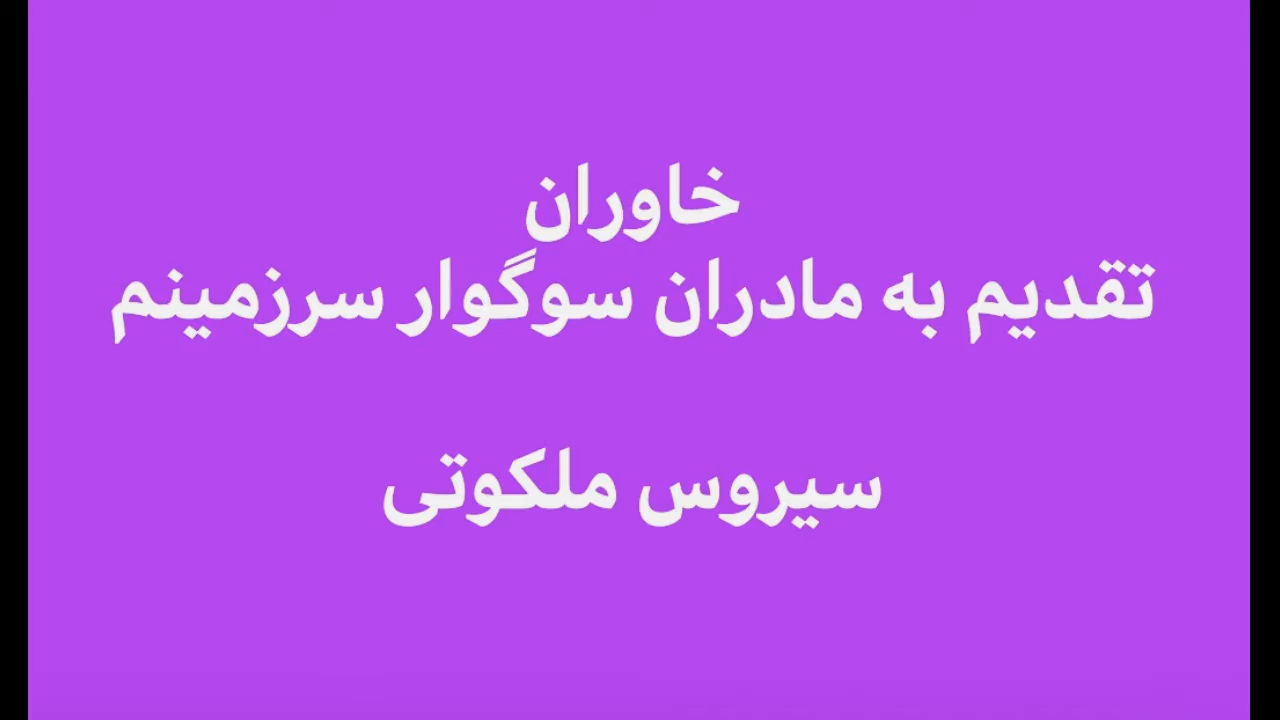 خاوران
تقدیم به مادران سوگوار سرزمینم
سیروس ملکوتی